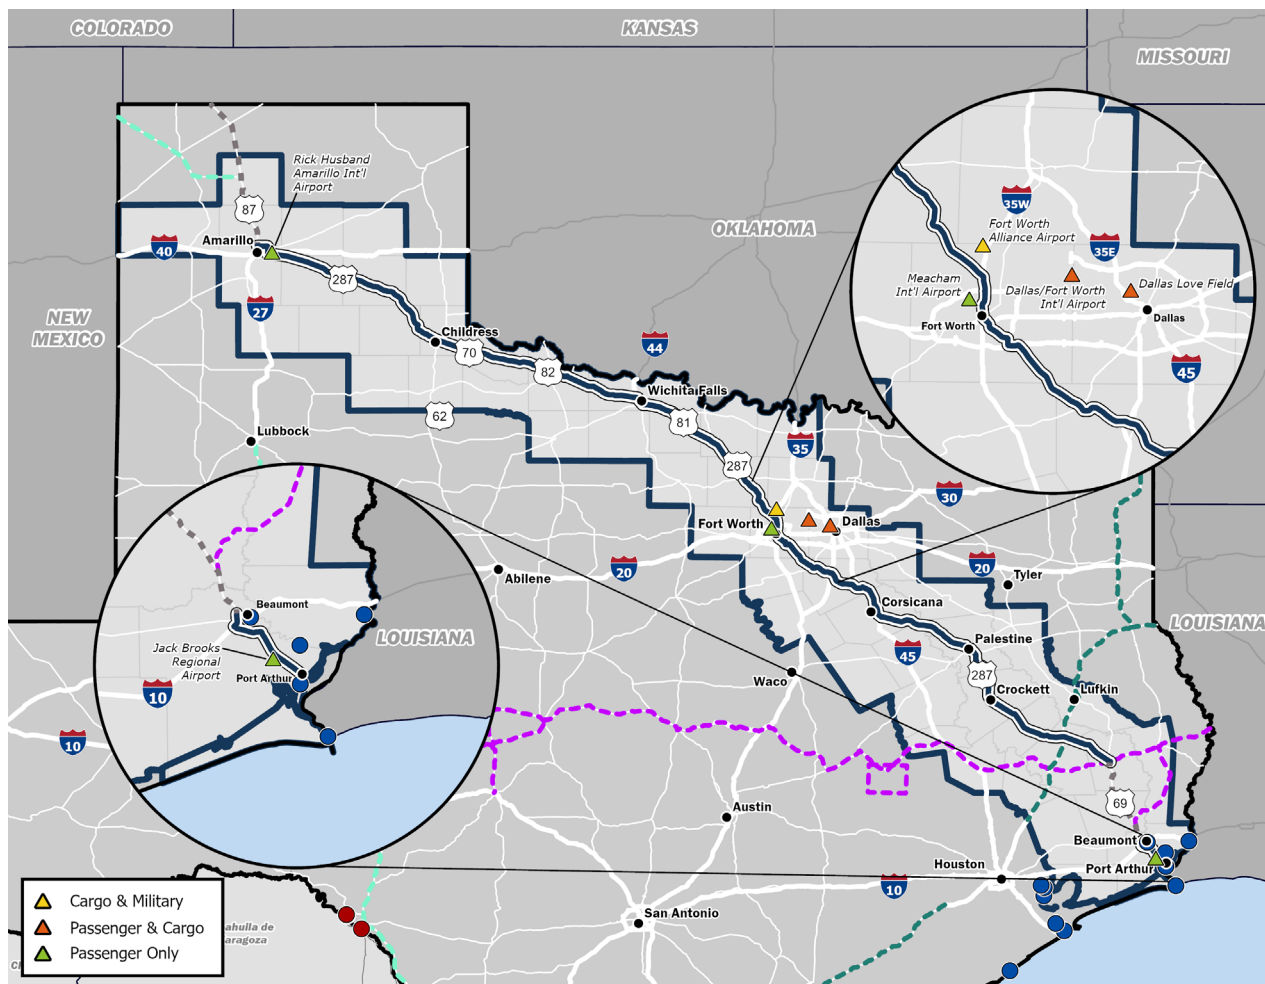 COLORADO
KANSAS
MISSOURI
Rick Husband
Amarillo Int'l
Airport
87
35W
Fort Worth
Alliance Airport
OKLAHOMA
Amarillo
40
35E
287
Meacham
Int'l Airport
Dallas/Fort Worth
Int'l Airport
Dallas Love Field
27
NEW
MEXICO
Fort Worth
Dallas
Childress
44
70
82
45
Wichita Falls
62
81
Lubbock
35
287
30
Fort Worth
Dallas
20
20
Abilene
Tyler
Beaumont
Corsicana
LOUISIANA
LOUISIANA
Jack Brooks
Regional
Airport
Palestine
45
Port Arthur
287
Waco
Crockett
Lufkin
10
10
69
Austin
Beaumont
Houston
Port Arthur
10
San Antonio
Cargo & Military
Passenger & Cargo
Passenger Only
ahuila de
aragoza